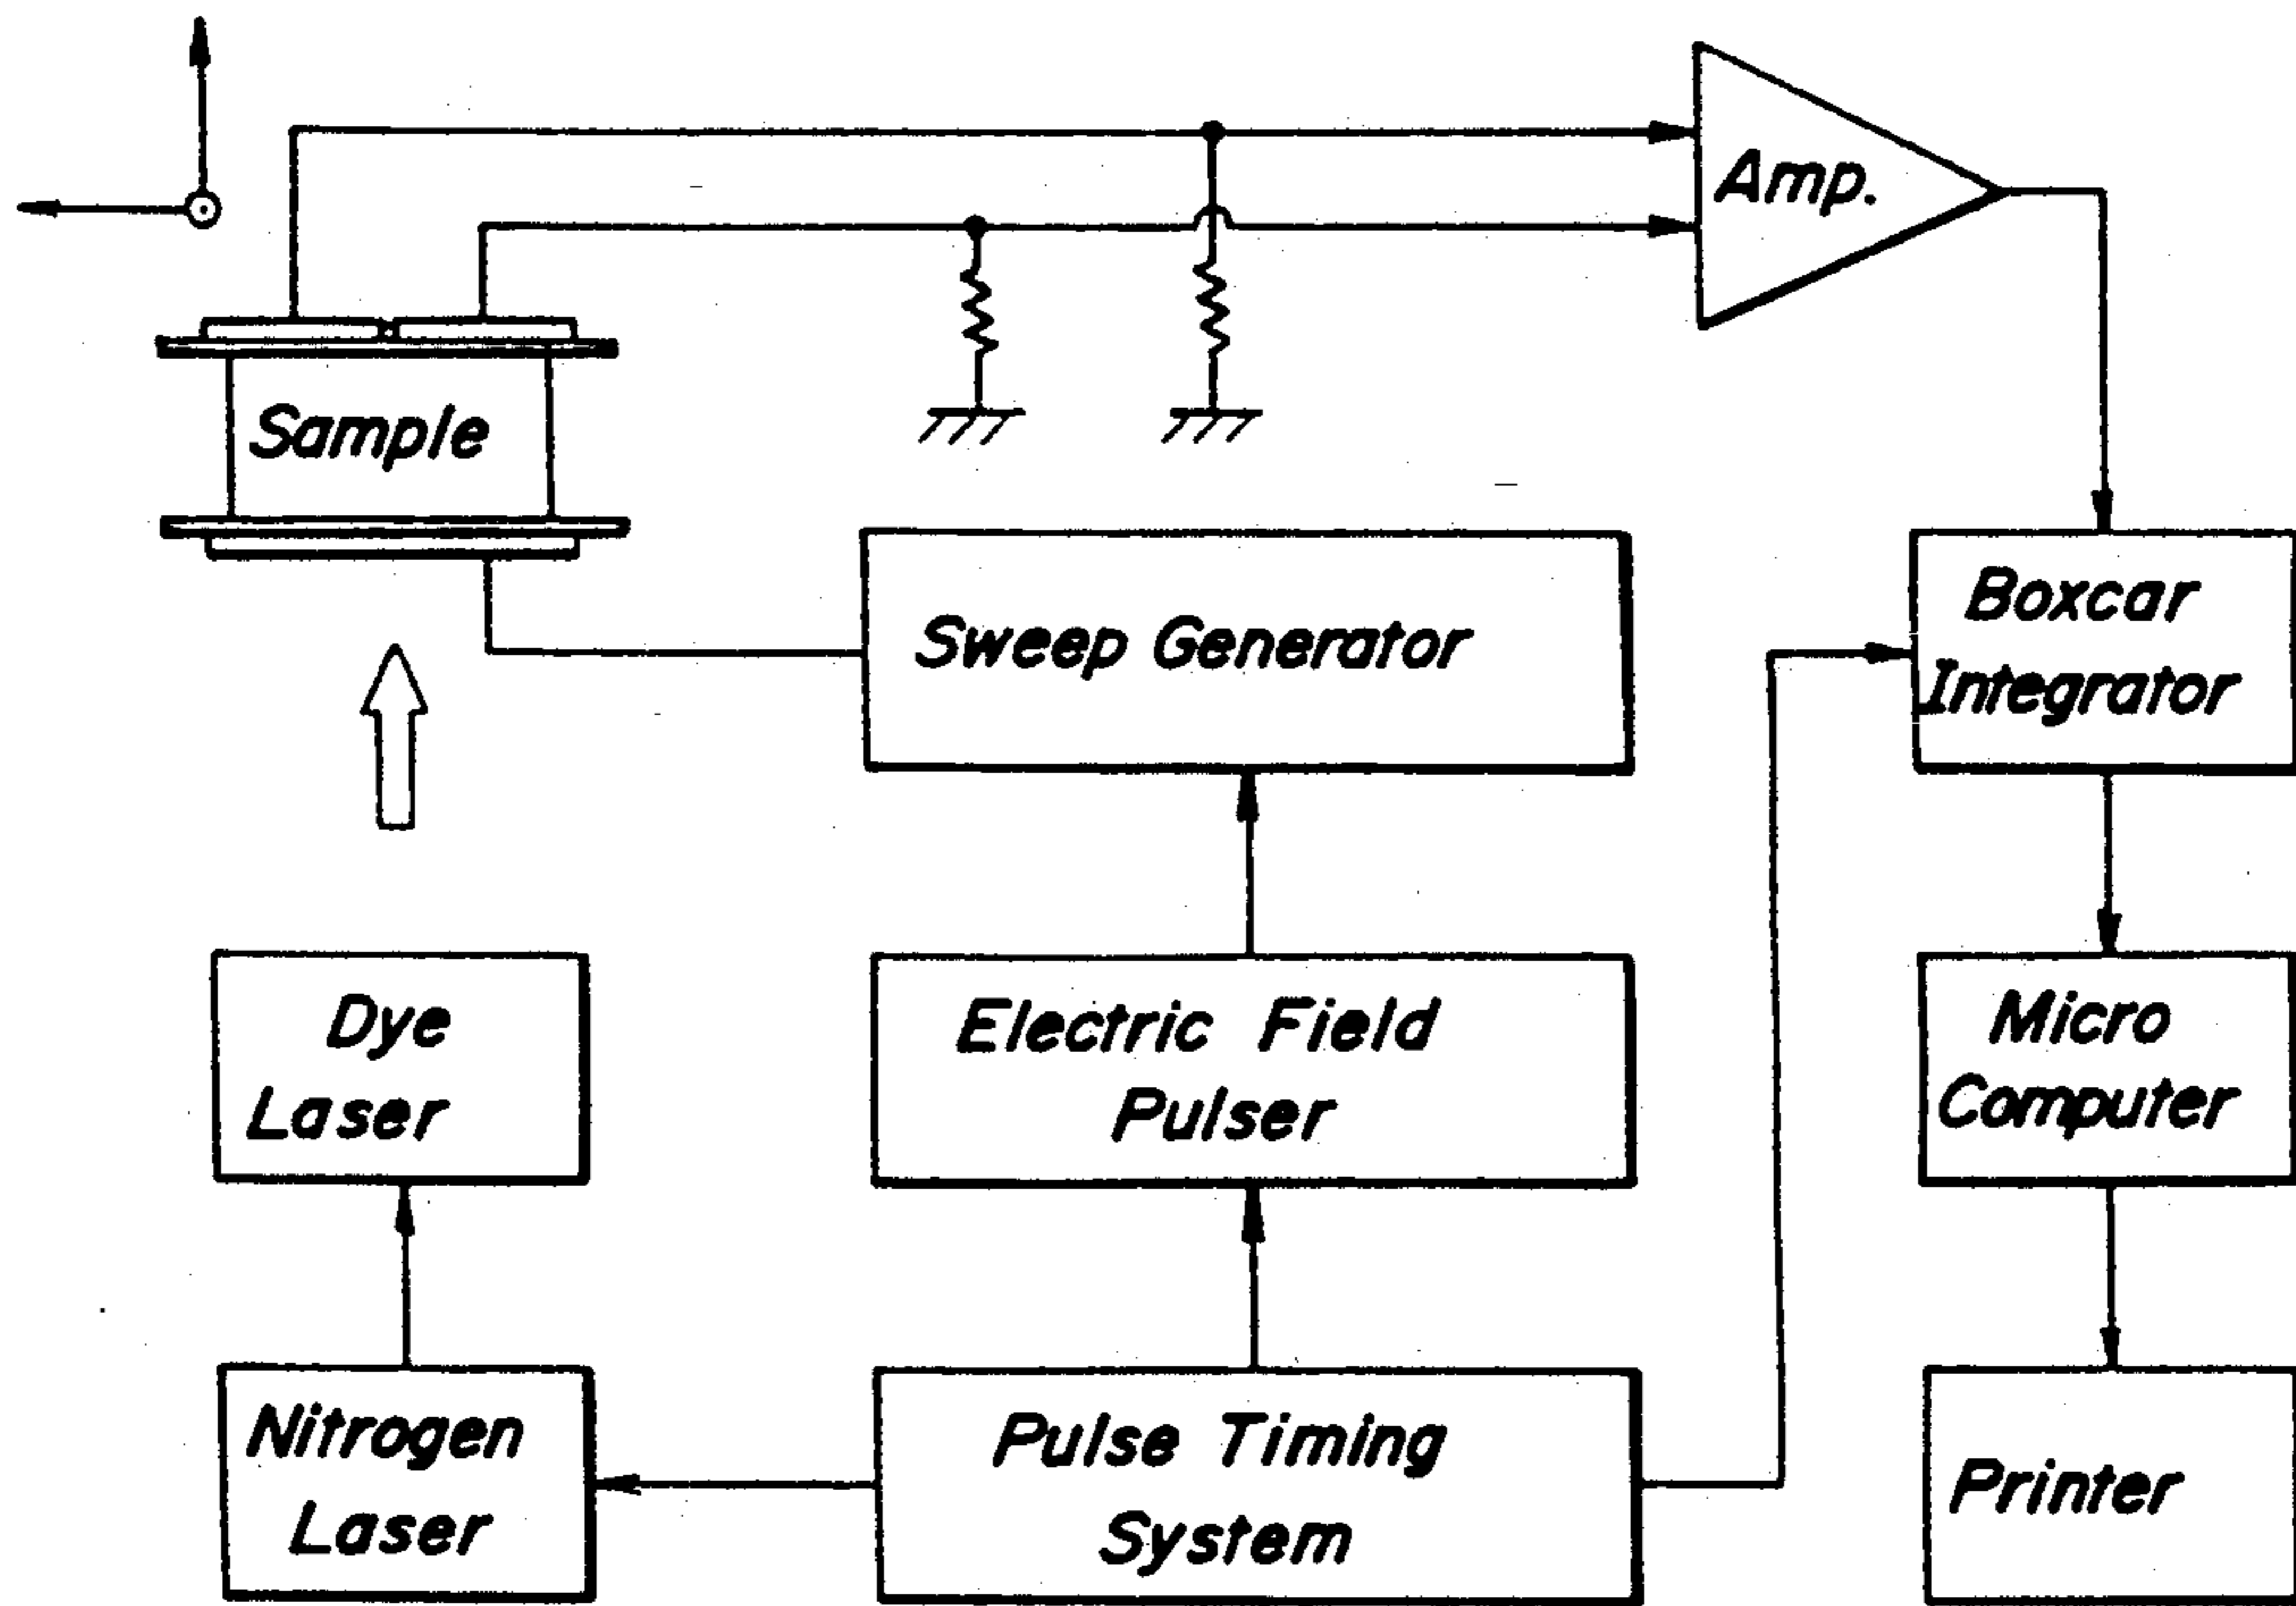 Amp.
Sample
Sweep Generator
Boxcar
Integrator
Dye
Laser
Electric Field
Pulser
Micro
Computer
Nitrogen
Laser
Pulse Timing
System
Printer